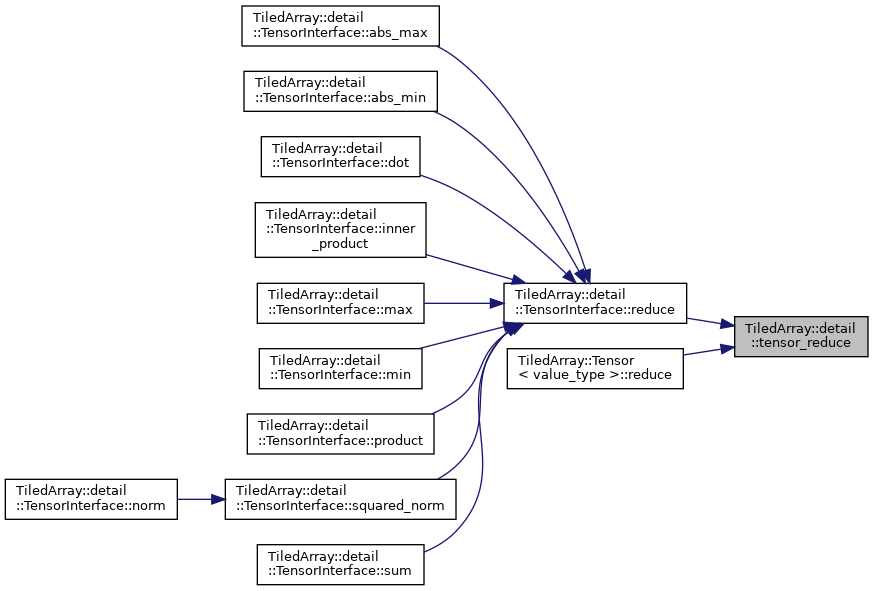 TiledArray::detail
::TensorInterface::abs_max
TiledArray::detail
::TensorInterface::abs_min
TiledArray::detail
::TensorInterface::dot
TiledArray::detail
::TensorInterface::inner
_product
TiledArray::detail
::TensorInterface::max
TiledArray::detail
::TensorInterface::reduce
TiledArray::detail
::tensor_reduce
TiledArray::detail
::TensorInterface::min
TiledArray::Tensor
< value_type >::reduce
TiledArray::detail
::TensorInterface::product
TiledArray::detail
::TensorInterface::norm
TiledArray::detail
::TensorInterface::squared_norm
TiledArray::detail
::TensorInterface::sum